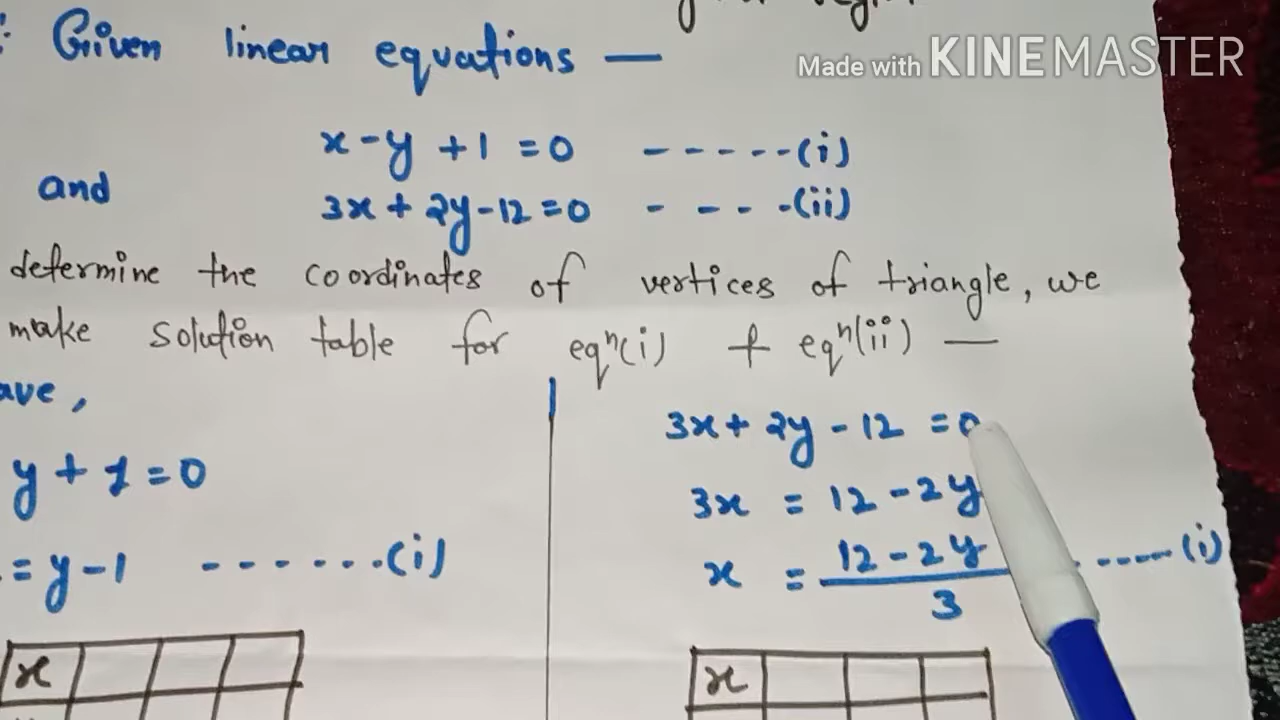 Given linear equations —
Made with KINEMASTER
x - y + 1 = 0 - - - - - (i)
and
3x + 2y - 12 = 0 - - - - (ii)
determine the coordinates of vertices of triangle, we
make solution table for eqⁿ(i) & eqⁿ(ii) —
ave,
y + 1 = 0
= y - 1 - - - - - - - (i)
3x + 2y - 12 = 0
3x = 12 - 2y
x = 12 - 2y
3
- - - - - (i)
x
x